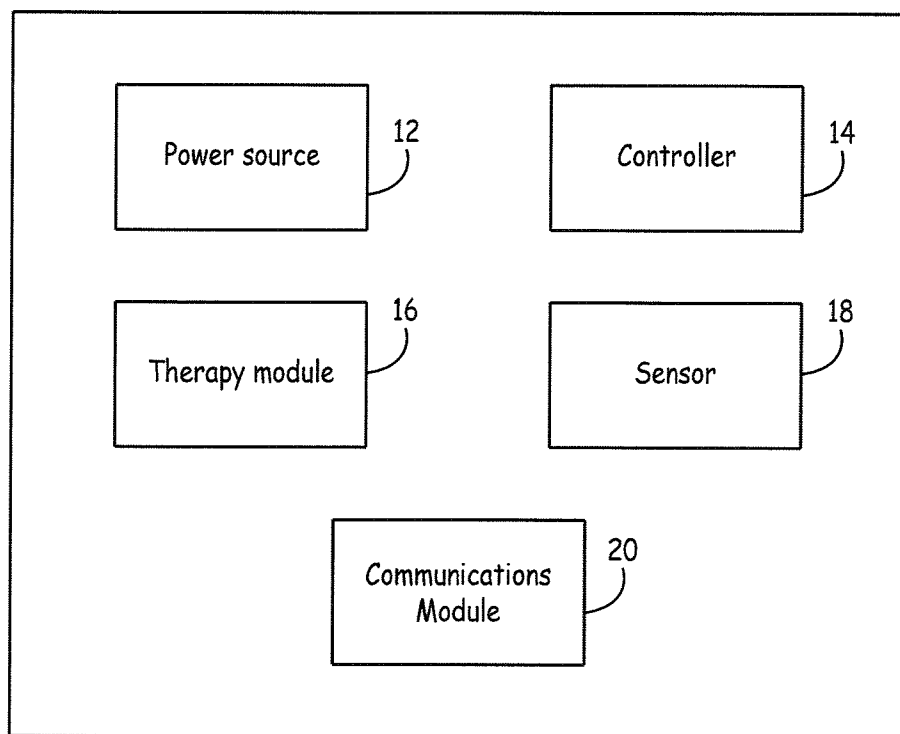 Power source
12
Controller
14
Therapy module
16
Sensor
18
Communications
Module
20